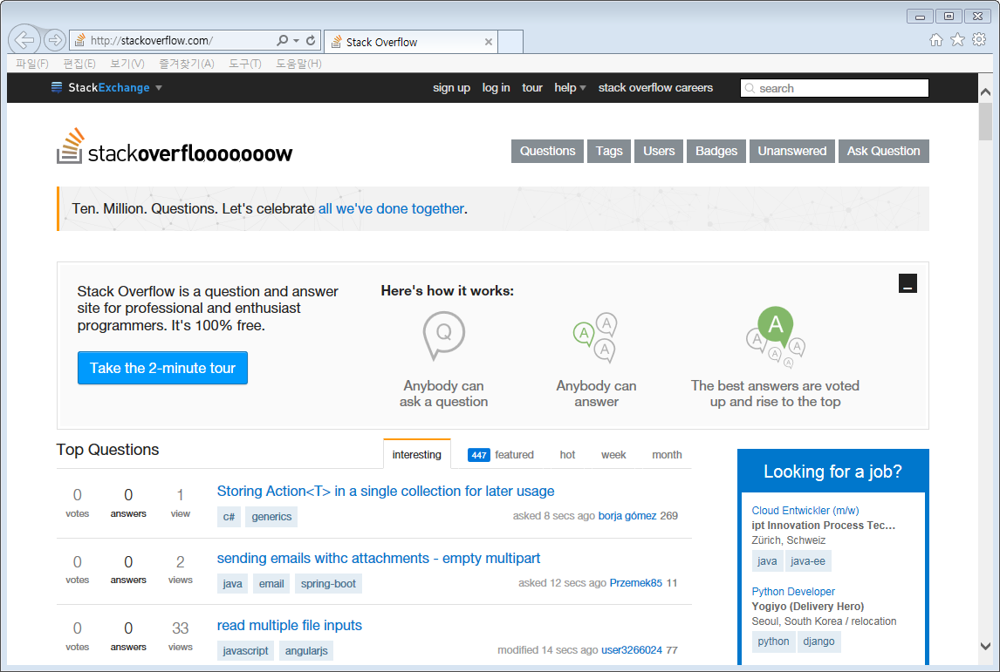 http://stackoverflow.com/
Stack Overflow
파일(F) 편집(E) 보기(V) 즐겨찾기(A) 도구(T) 도움말(H)
StackExchange
sign up log in tour help stack overflow careers
search
stackoverflooooooow
Questions Tags Users Badges Unanswered Ask Question
Ten. Million. Questions. Let's celebrate all we've done together.
Stack Overflow is a question and answer
site for professional and enthusiast
programmers. It's 100% free.
Take the 2-minute tour
Here's how it works:
Q
Anybody can
ask a question
A A A
Anybody can
answer
A A A A A
The best answers are voted
up and rise to the top
Top Questions
interesting 447 featured hot week month
0 votes 0 answers 1 view
Storing Action<T> in a single collection for later usage
c# generics
asked 8 secs ago borja gómez 269
0 votes 0 answers 2 views
sending emails withc attachments - empty multipart
java email spring-boot
asked 12 secs ago Przemek85 11
0 votes 0 answers 33 views
read multiple file inputs
javascript angularjs
modified 14 secs ago user3266024 77
Looking for a job?
Cloud Entwickler (m/w)
ipt Innovation Process Tec...
Zürich, Schweiz
java java-ee
Python Developer
Yogiyo (Delivery Hero)
Seoul, South Korea / relocation
python django